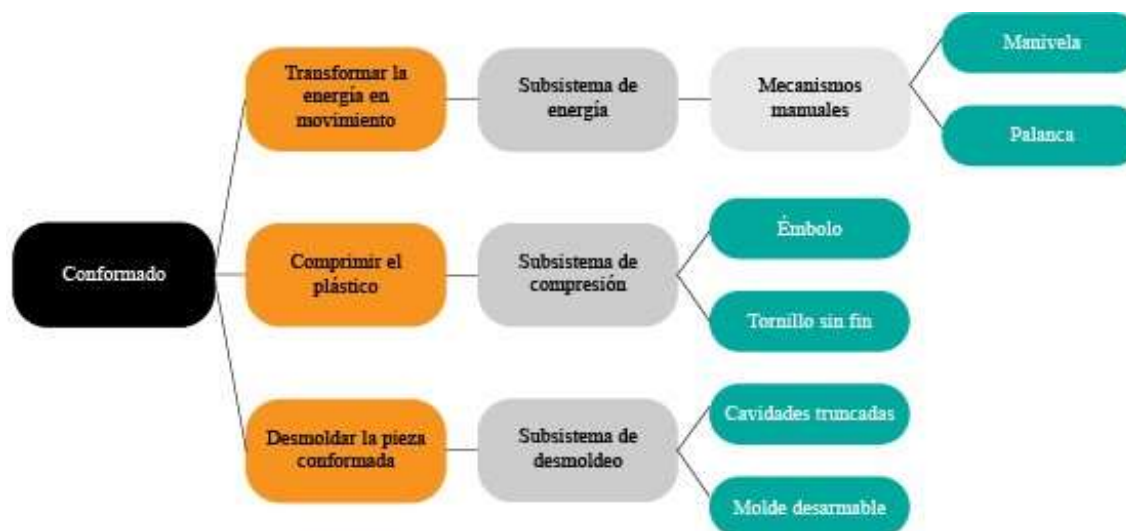 Conformado
Transformar la
energía en
movimiento
Subsistema de
energía
Mecanismos
manuales
Manivela
Palanca
Comprimir el
plástico
Subsistema de
compresión
Émbolo
Tornillo sin fin
Desmoldar la pieza
conformada
Subsistema de
desmoldeo
Cavidades truncadas
Molde desarmable